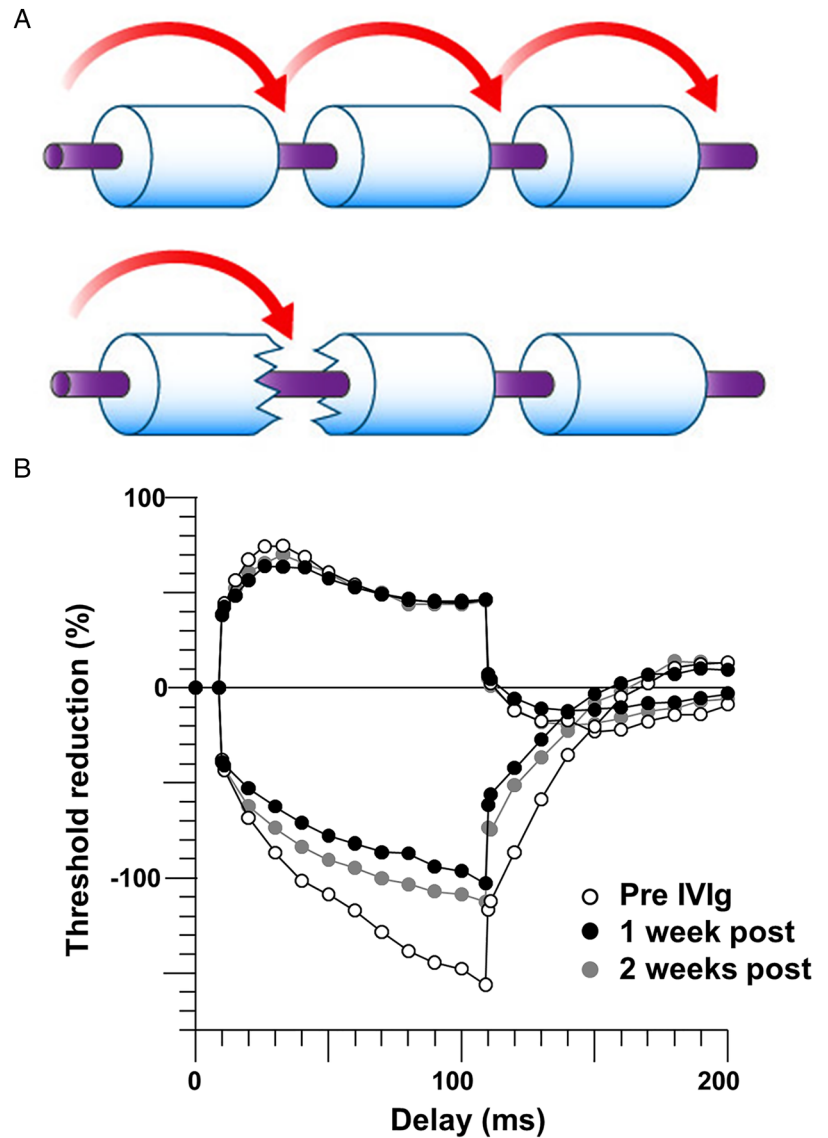 A
B
100
0
-100
Threshold reduction (%)
Pre IVIg
1 week post
2 weeks post
0
100
200
Delay (ms)